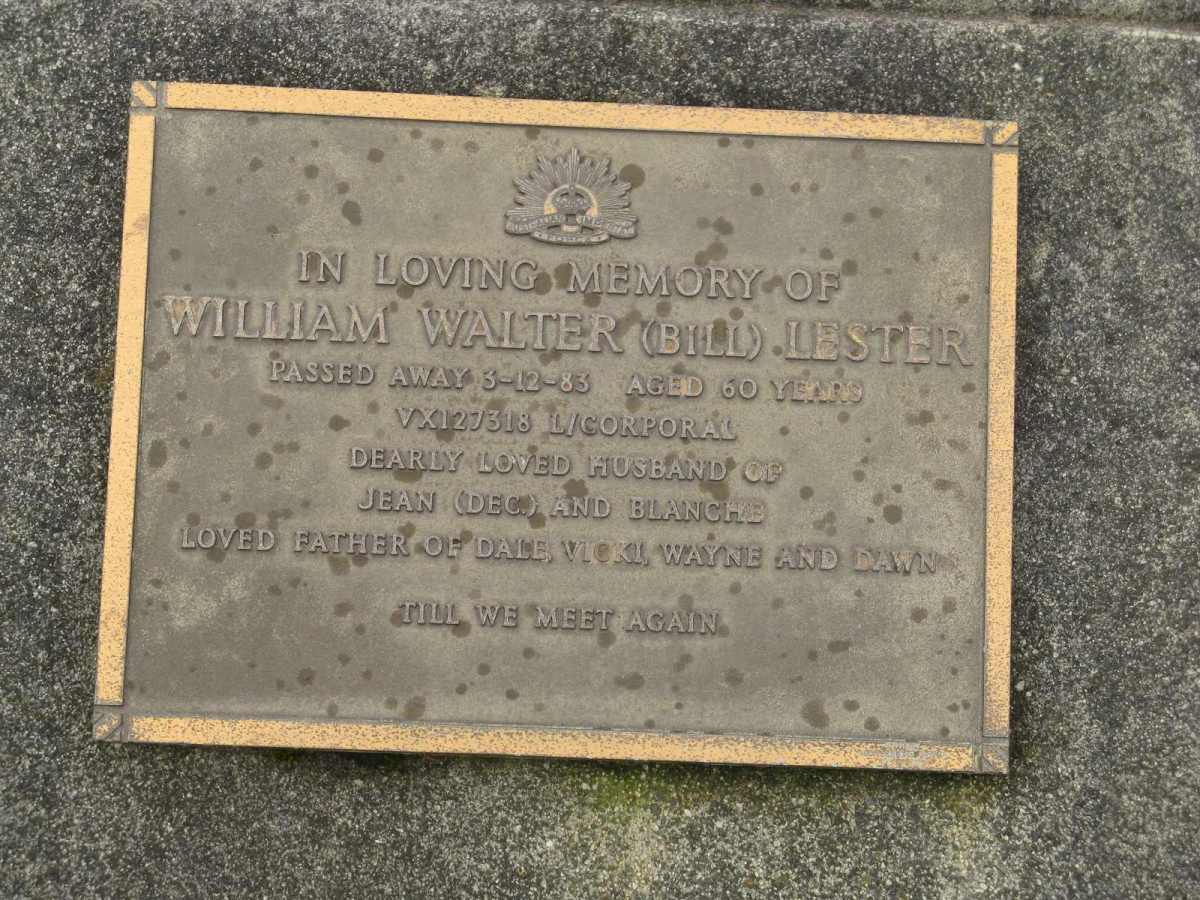 IN LOVING MEMORY OF
WILLIAM WALTER (BILL) LESTER
PASSED AWAY 3-12-83 AGED 60 YEARS
VX127318 L/CORPORAL
DEARLY LOVED HUSBAND OF
JEAN (DEC.) AND BLANCHE
LOVED FATHER OF DALE, VICKI, WAYNE AND DAWN
TILL WE MEET AGAIN